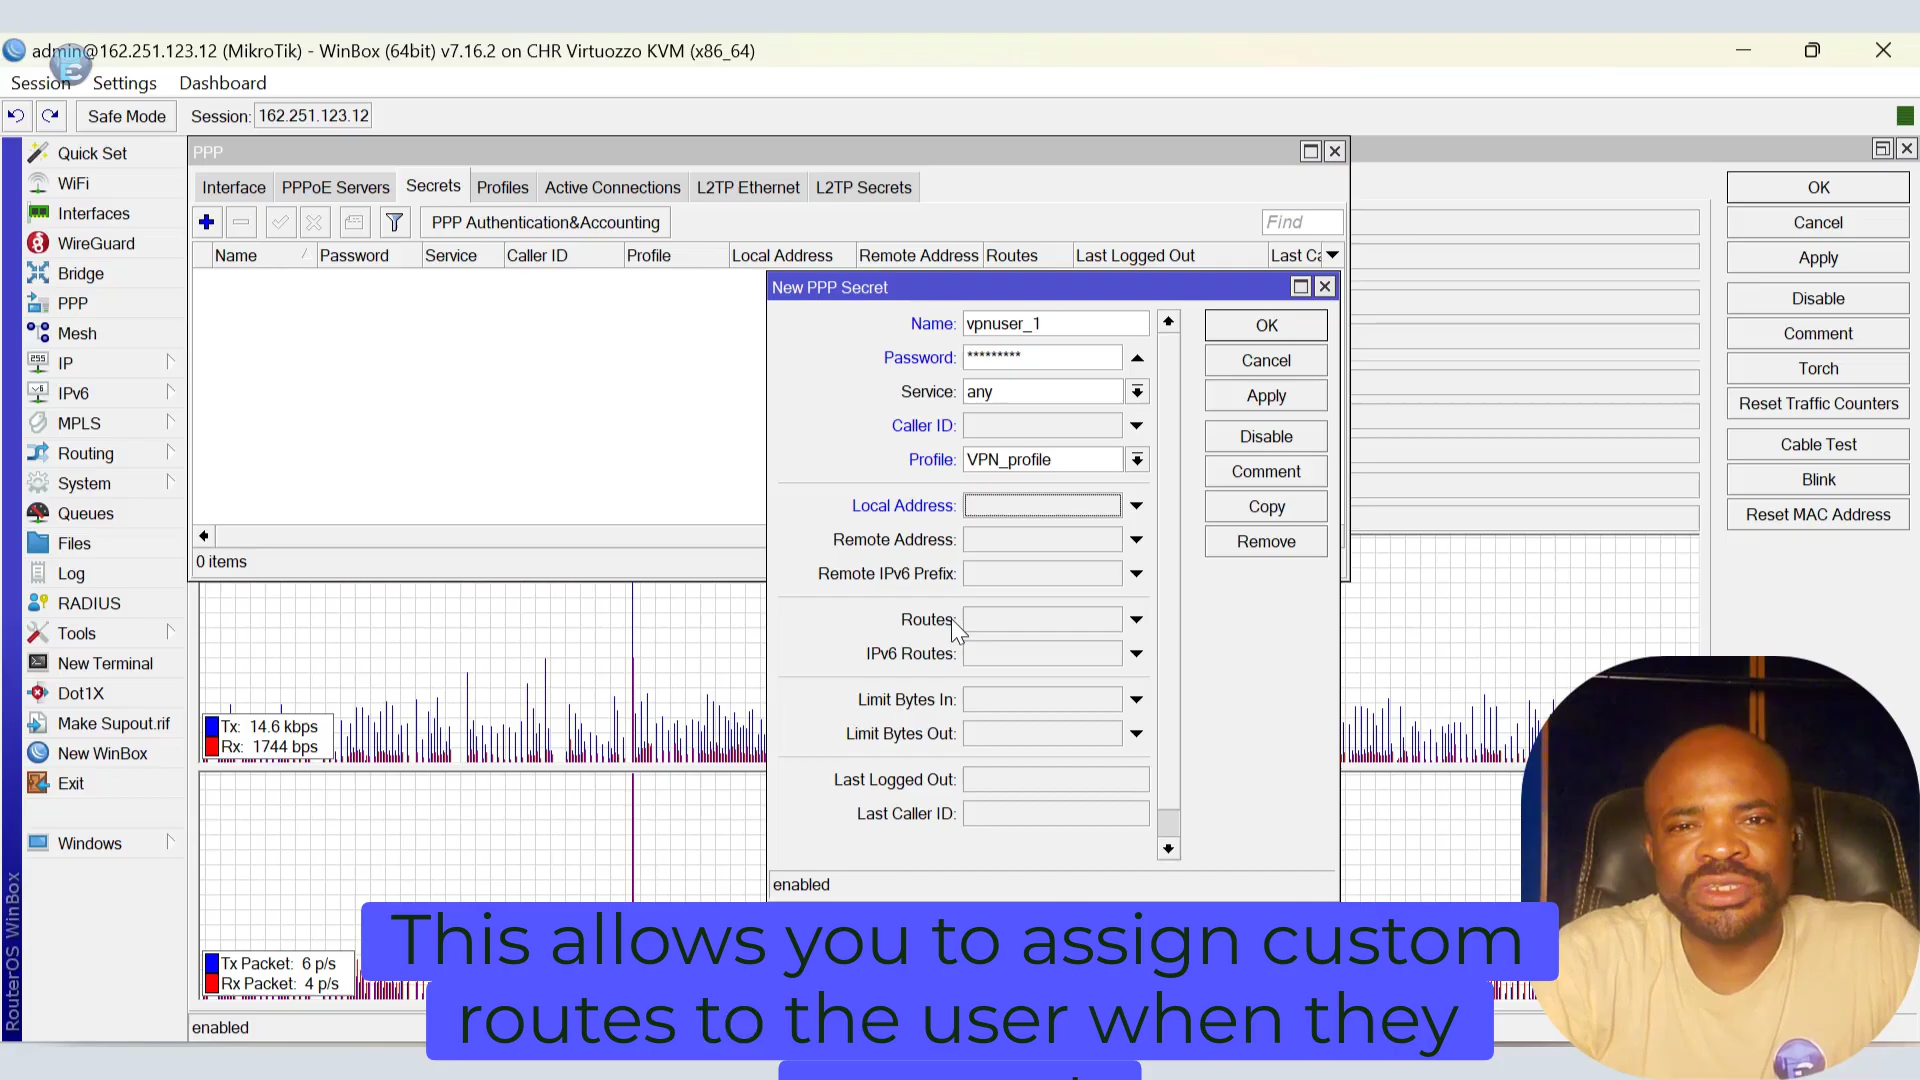 admin@162.251.123.12 (MikroTik) - WinBox (64bit) v7.16.2 on CHR Virtuozzo KVM (x86_64)
Session Settings Dashboard
Safe Mode Session: 162.251.123.12
Quick Set
WiFi
Interfaces
WireGuard
Bridge
PPP
Mesh
IP
IPv6
MPLS
Routing
System
Queues
Files
Log
RADIUS
Tools
New Terminal
Dot1X
Make Supout.rif
New WinBox
Exit
Windows
RouterOS WinBox
PPP
Interface PPPoE Servers Secrets Profiles Active Connections L2TP Ethernet L2TP Secrets
PPP Authentication&Accounting Find
Name Password Service Caller ID Profile Local Address Remote Address Routes Last Logged Out Last Ca
0 items
New PPP Secret
Name: vpnuser_1
Password: *********
Service: any
Caller ID:
Profile: VPN_profile
Local Address:
Remote Address:
Remote IPv6 Prefix:
Routes:
IPv6 Routes:
Limit Bytes In:
Limit Bytes Out:
Last Logged Out:
Last Caller ID:
enabled
OK
Cancel
Apply
Disable
Comment
Copy
Remove
OK
Cancel
Apply
Disable
Comment
Torch
Reset Traffic Counters
Cable Test
Blink
Reset MAC Address
Tx: 14.6 kbps
Rx: 1744 bps
Tx Packet: 6 p/s
Rx Packet: 4 p/s
enabled
This allows you to assign custom
routes to the user when they